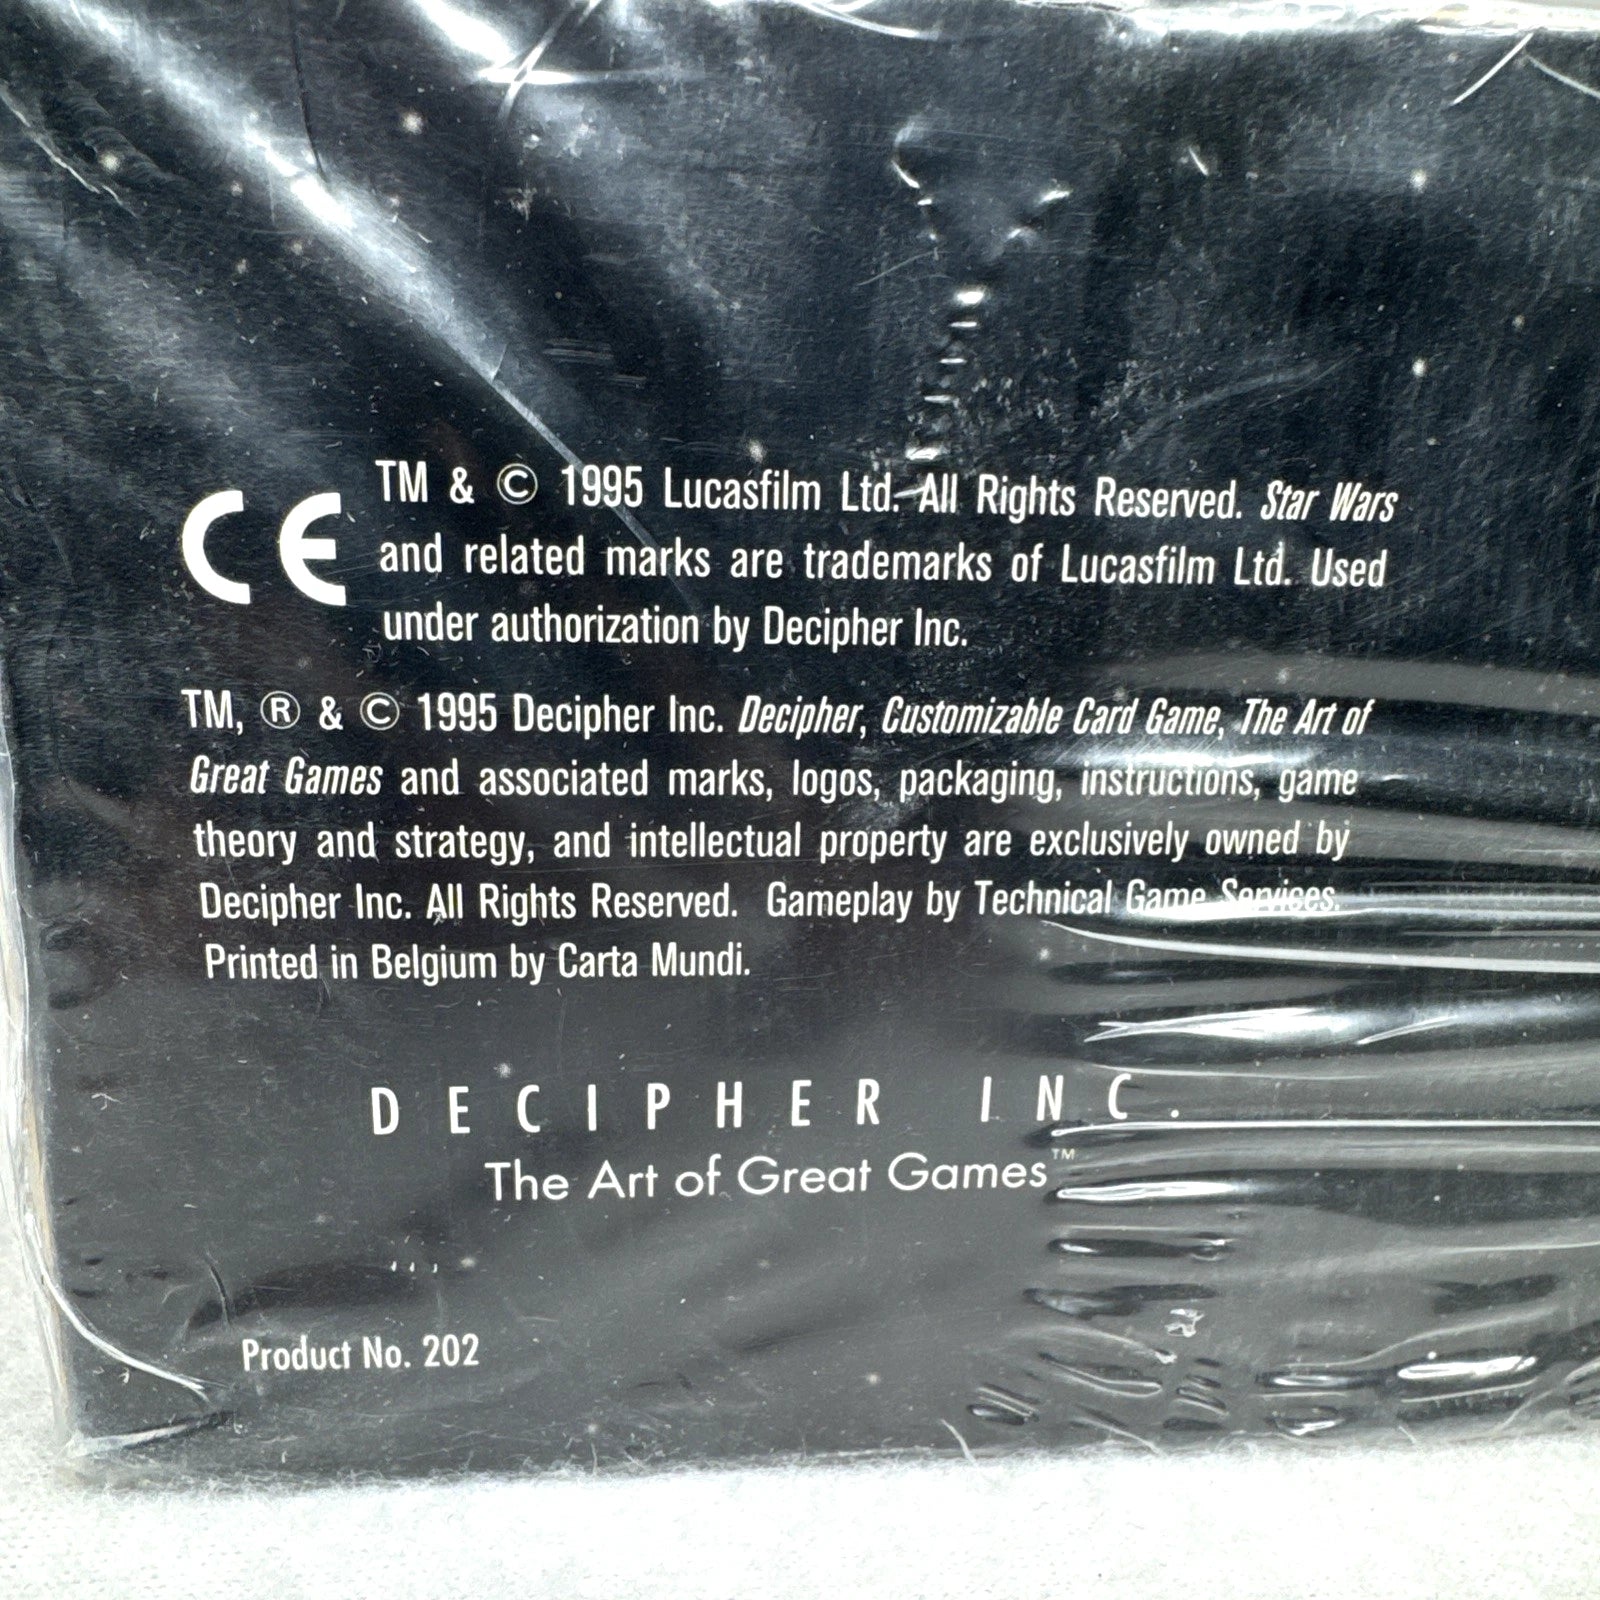 CE
TM & © 1995 Lucasfilm Ltd. All Rights Reserved. Star Wars
and related marks are trademarks of Lucasfilm Ltd. Used
under authorization by Decipher Inc.
TM, ® & © 1995 Decipher Inc. Decipher, Customizable Card Game, The Art of
Great Games and associated marks, logos, packaging, instructions, game
theory and strategy, and intellectual property are exclusively owned by
Decipher Inc. All Rights Reserved. Gameplay by Technical Game Services.
Printed in Belgium by Carta Mundi.
DECIPHER INC.
The Art of Great Games™
Product No. 202